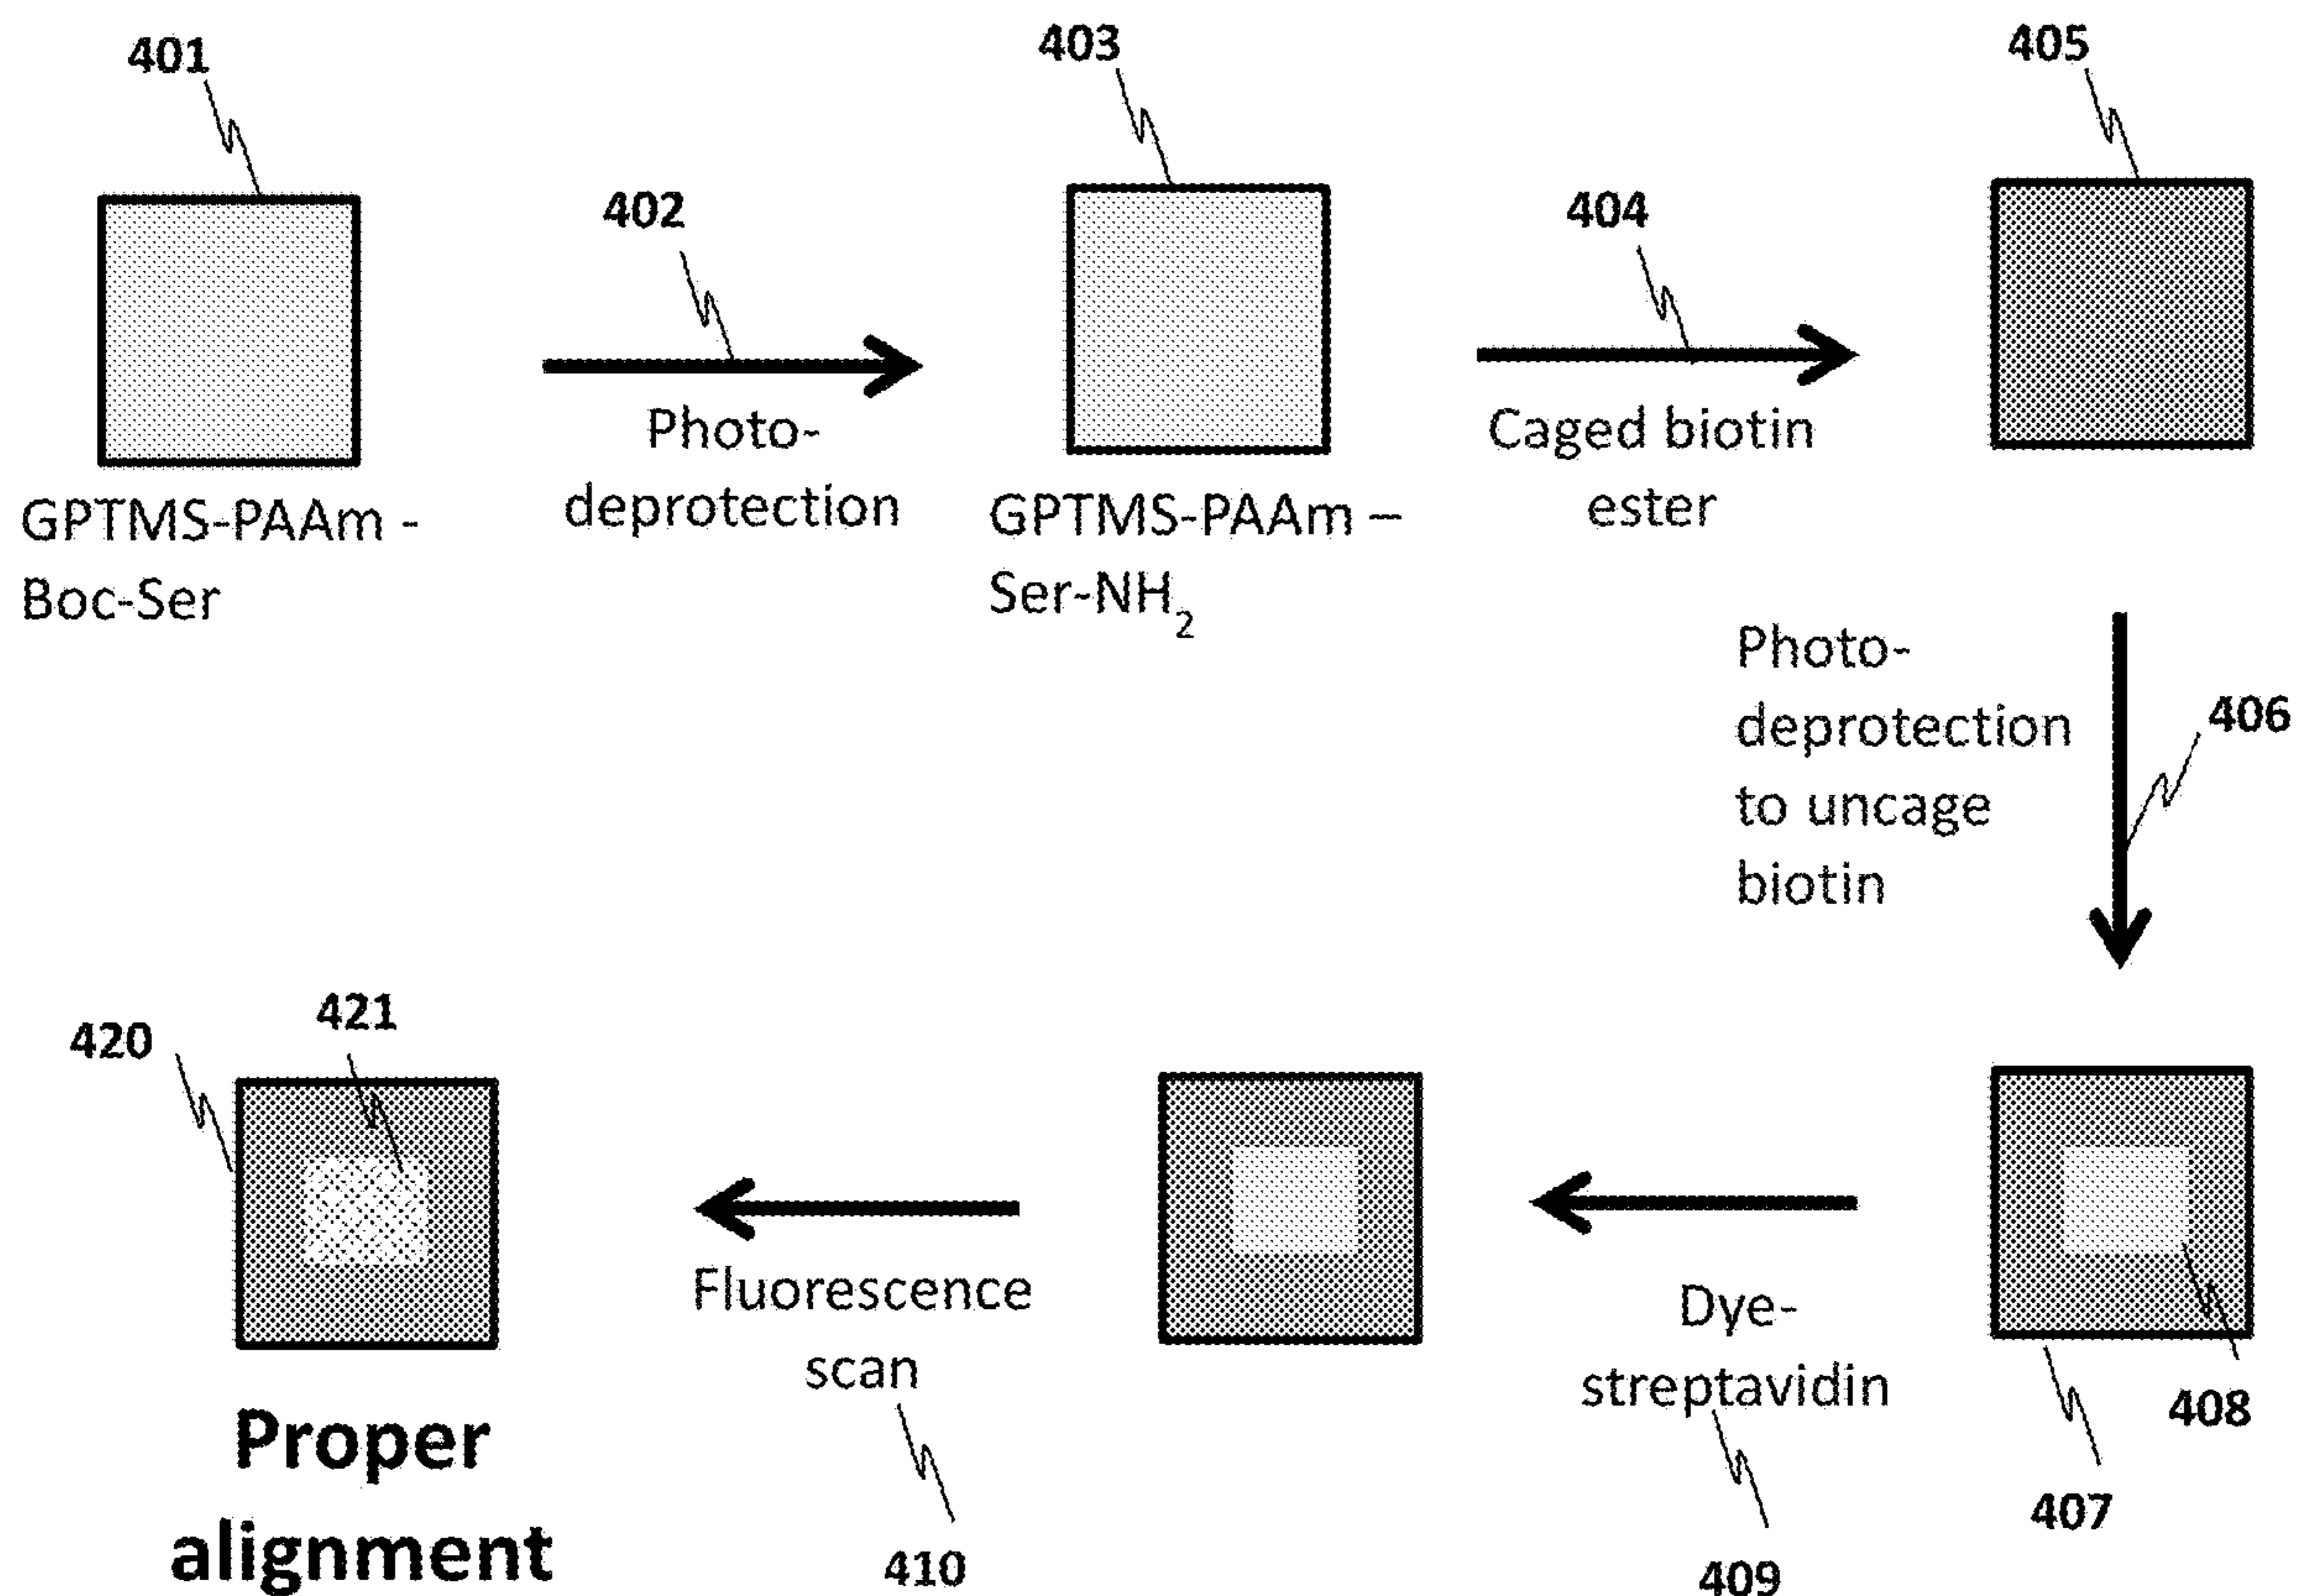 401
403
405
402
404
Photo-
deprotection
Caged biotin
ester
GPTMS-PAAm -
Boc-Ser
GPTMS-PAAm –
Ser-NH2
Photo-
deprotection
to uncage
biotin
406
420
421
Fluorescence
scan
410
Dye-
streptavidin
409
408
407
Proper
alignment